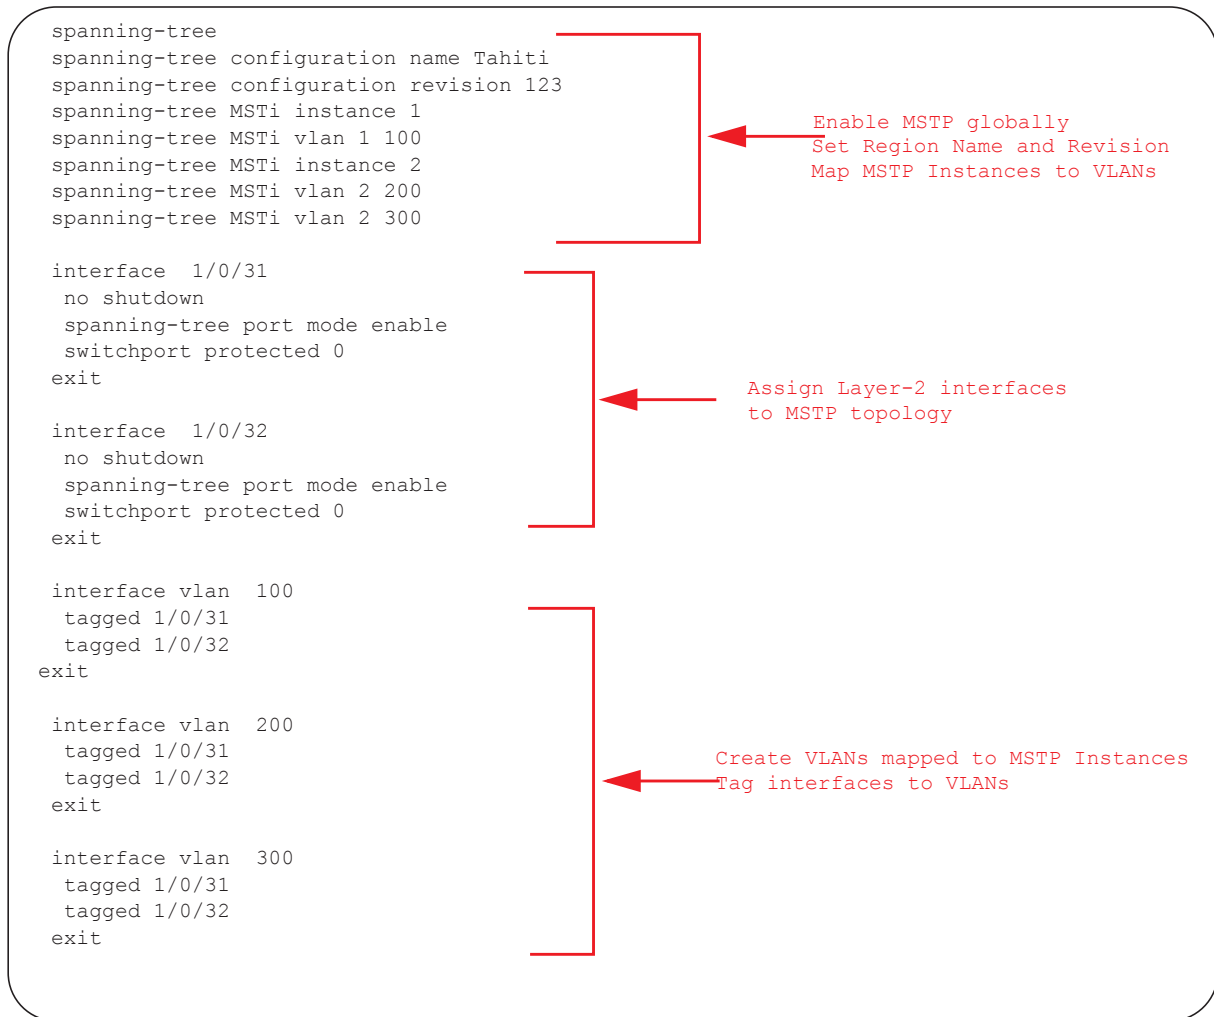 spanning-tree
spanning-tree configuration name Tahiti
spanning-tree configuration revision 123
spanning-tree MSTi instance 1
spanning-tree MSTi vlan 1 100
spanning-tree MSTi instance 2
spanning-tree MSTi vlan 2 200
spanning-tree MSTi vlan 2 300
Enable MSTP globally
Set Region Name and Revision
Map MSTP Instances to VLANs
interface  1/0/31
no shutdown
spanning-tree port mode enable
switchport protected 0
exit
interface  1/0/32
no shutdown
spanning-tree port mode enable
switchport protected 0
exit
Assign Layer-2 interfaces
to MSTP topology
interface vlan  100
tagged 1/0/31
tagged 1/0/32
exit
interface vlan  200
tagged 1/0/31
tagged 1/0/32
exit
interface vlan  300
tagged 1/0/31
tagged 1/0/32
exit
Create VLANs mapped to MSTP Instances
Tag interfaces to VLANs